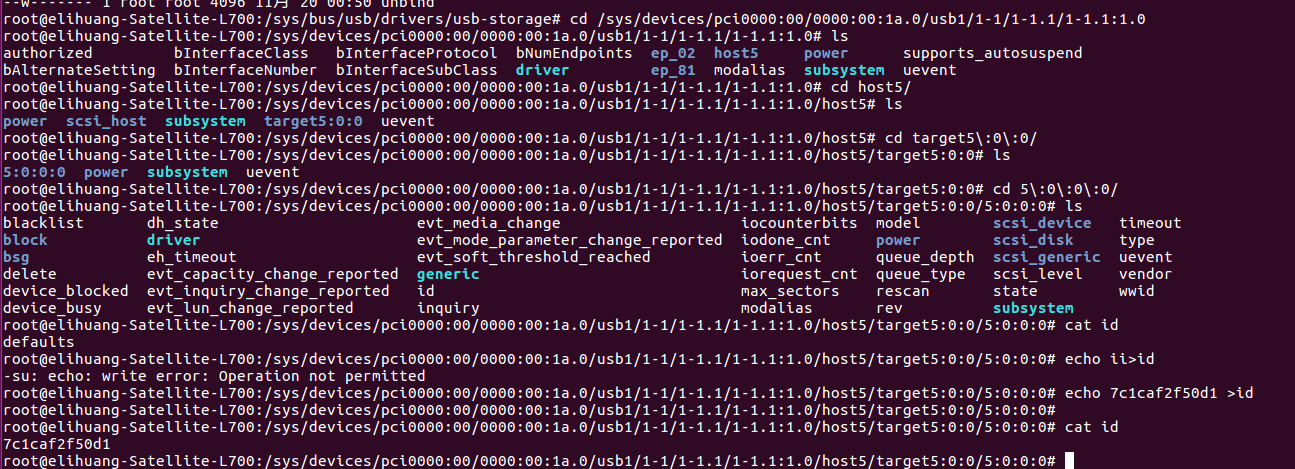 --w------- 1 root root 4096 11月 20 00:50 unbind
root@elihuang-Satellite-L700:/sys/bus/usb/drivers/usb-storage# cd /sys/devices/pci0000:00/0000:00:1a.0/usb1/1-1/1-1.1/1-1.1:1.0
root@elihuang-Satellite-L700:/sys/devices/pci0000:00/0000:00:1a.0/usb1/1-1/1-1.1/1-1.1:1.0# ls
authorized bInterfaceClass bInterfaceProtocol bNumEndpoints ep_02 host5 power supports_autosuspend
bAlternateSetting bInterfaceNumber bInterfaceSubClass driver ep_81 modalias subsystem uevent
root@elihuang-Satellite-L700:/sys/devices/pci0000:00/0000:00:1a.0/usb1/1-1/1-1.1/1-1.1:1.0# cd host5/
root@elihuang-Satellite-L700:/sys/devices/pci0000:00/0000:00:1a.0/usb1/1-1/1-1.1/1-1.1:1.0/host5# ls
power scsi_host subsystem target5:0:0 uevent
root@elihuang-Satellite-L700:/sys/devices/pci0000:00/0000:00:1a.0/usb1/1-1/1-1.1/1-1.1:1.0/host5# cd target5\:0\:0/
root@elihuang-Satellite-L700:/sys/devices/pci0000:00/0000:00:1a.0/usb1/1-1/1-1.1/1-1.1:1.0/host5/target5:0:0# ls
5:0:0:0 power subsystem uevent
root@elihuang-Satellite-L700:/sys/devices/pci0000:00/0000:00:1a.0/usb1/1-1/1-1.1/1-1.1:1.0/host5/target5:0:0# cd 5\:0\:0\:0/
root@elihuang-Satellite-L700:/sys/devices/pci0000:00/0000:00:1a.0/usb1/1-1/1-1.1/1-1.1:1.0/host5/target5:0:0/5:0:0:0# ls
blacklist dh_state evt_media_change iocounterbits model scsi_device timeout
block driver evt_mode_parameter_change_reported iodone_cnt power scsi_disk type
bsg eh_timeout evt_soft_threshold_reached ioerr_cnt queue_depth scsi_generic uevent
delete evt_capacity_change_reported generic iorequest_cnt queue_type scsi_level vendor
device_blocked evt_inquiry_change_reported id max_sectors rescan state wwid
device_busy evt_lun_change_reported inquiry modalias rev subsystem
root@elihuang-Satellite-L700:/sys/devices/pci0000:00/0000:00:1a.0/usb1/1-1/1-1.1/1-1.1:1.0/host5/target5:0:0/5:0:0:0# cat id
defaults
root@elihuang-Satellite-L700:/sys/devices/pci0000:00/0000:00:1a.0/usb1/1-1/1-1.1/1-1.1:1.0/host5/target5:0:0/5:0:0:0# echo ii>id
-su: echo: write error: Operation not permitted
root@elihuang-Satellite-L700:/sys/devices/pci0000:00/0000:00:1a.0/usb1/1-1/1-1.1/1-1.1:1.0/host5/target5:0:0/5:0:0:0# echo 7c1caf2f50d1 >id
root@elihuang-Satellite-L700:/sys/devices/pci0000:00/0000:00:1a.0/usb1/1-1/1-1.1/1-1.1:1.0/host5/target5:0:0/5:0:0:0#
root@elihuang-Satellite-L700:/sys/devices/pci0000:00/0000:00:1a.0/usb1/1-1/1-1.1/1-1.1:1.0/host5/target5:0:0/5:0:0:0# cat id
7c1caf2f50d1
root@elihuang-Satellite-L700:/sys/devices/pci0000:00/0000:00:1a.0/usb1/1-1/1-1.1/1-1.1:1.0/host5/target5:0:0/5:0:0:0#